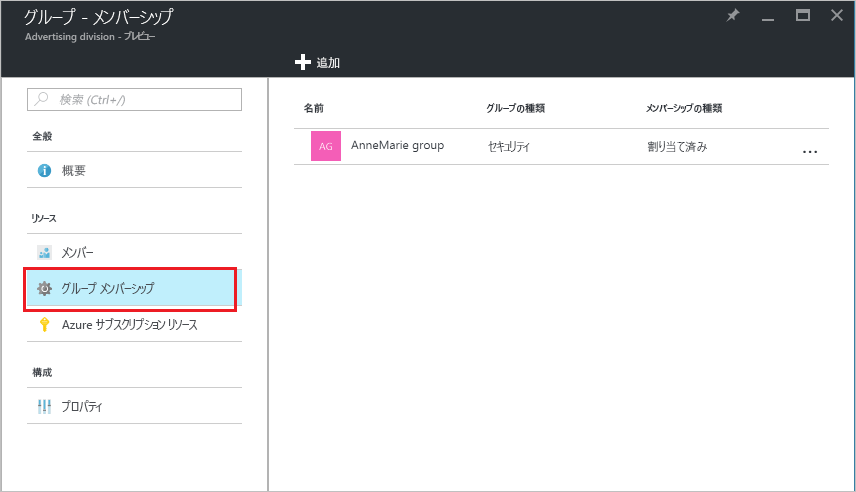 グループ - メンバーシップ
Advertising division - プレビュー
追加
検索 (Ctrl+/)
全般
概要
リソース
メンバー
グループ メンバーシップ
Azure サブスクリプション リソース
構成
プロパティ
名前 グループの種類 メンバーシップの種類
AG AnneMarie group セキュリティ 割り当て済み ...